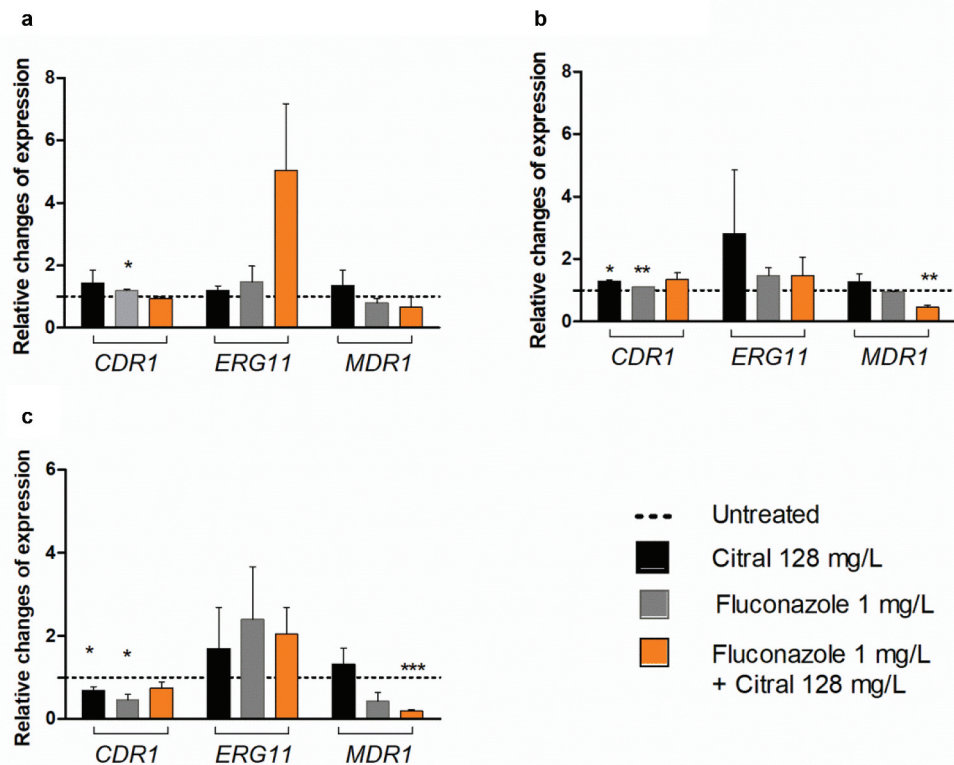 a
Relative changes of expression
8
6
4
2
0
*
CDR1 ERG11 MDR1
b
Relative changes of expression
8
6
4
2
0
* ** **
CDR1 ERG11 MDR1
c
Relative changes of expression
6
4
2
0
* * ***
CDR1 ERG11 MDR1
Untreated
Citral 128 mg/L
Fluconazole 1 mg/L
Fluconazole 1 mg/L
+ Citral 128 mg/L